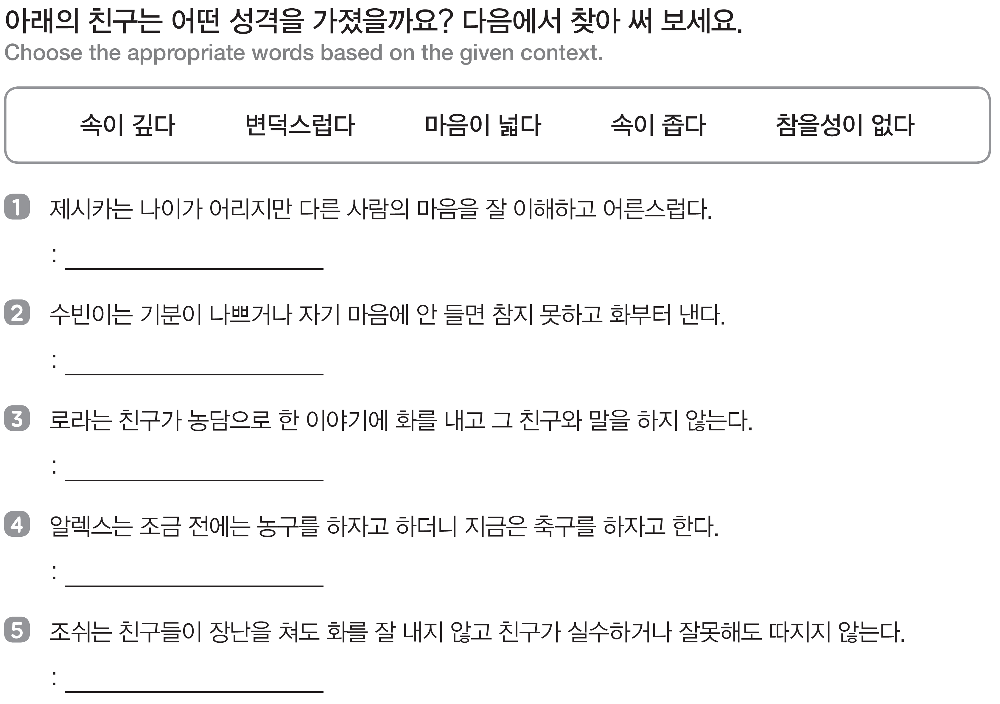 아래의 친구는 어떤 성격을 가졌을까요? 다음에서 찾아 써 보세요.
Choose the appropriate words based on the given context.
속이 깊다 변덕스럽다 마음이 넓다 속이 좁다 참을성이 없다
1 제시카는 나이가 어리지만 다른 사람의 마음을 잘 이해하고 어른스럽다.
:
2 수빈이는 기분이 나쁘거나 자기 마음에 안 들면 참지 못하고 화부터 낸다.
:
3 로라는 친구가 농담으로 한 이야기에 화를 내고 그 친구와 말을 하지 않는다.
:
4 알렉스는 조금 전에는 농구를 하자고 하더니 지금은 축구를 하자고 한다.
:
5 죠쉬는 친구들이 장난을 쳐도 화를 잘 내지 않고 친구가 실수하거나 잘못해도 따지지 않는다.
: